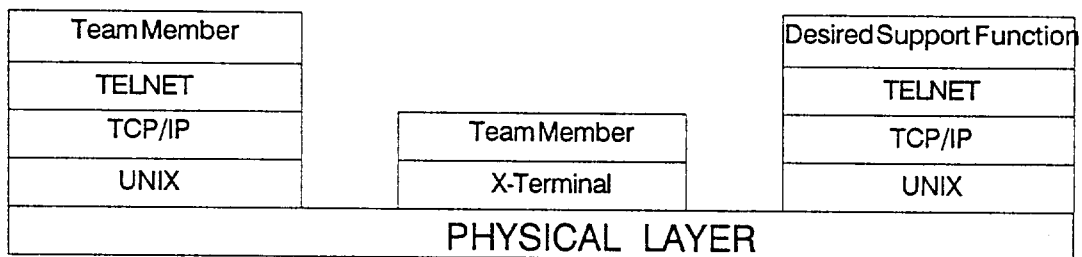 Team Member
TELNET
TCP/IP
UNIX
Team Member
X-Terminal
Desired Support Function
TELNET
TCP/IP
UNIX
PHYSICAL LAYER